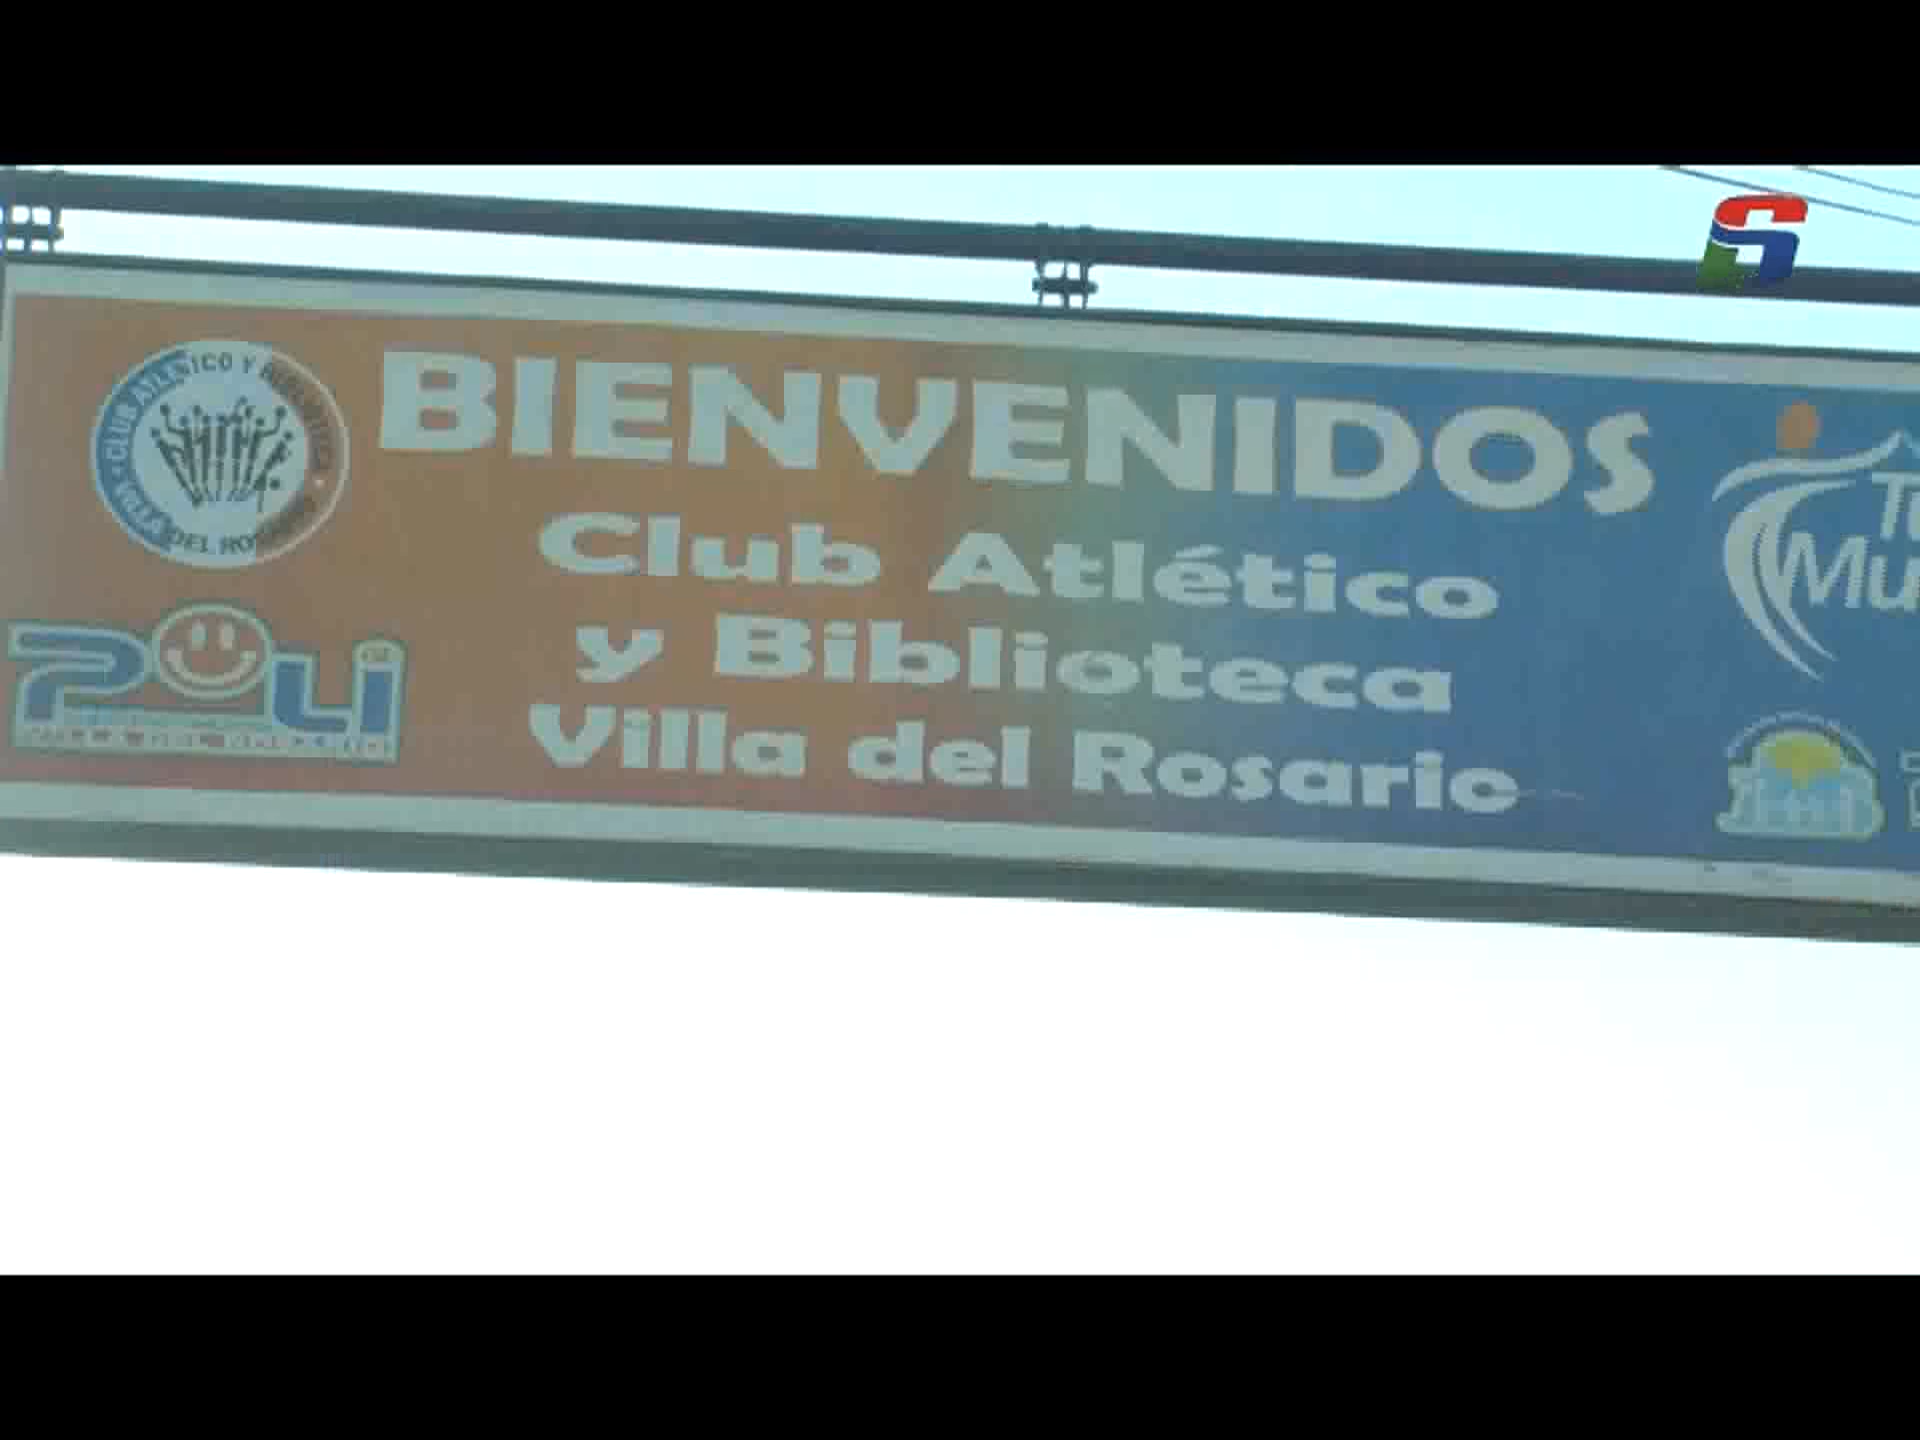 BIENVENIDOS
Club Atlético
y Biblioteca
Villa del Rosario
CLUB ATLETICO Y BIBLIOTECA
VILLA DEL ROSARIO
POLI